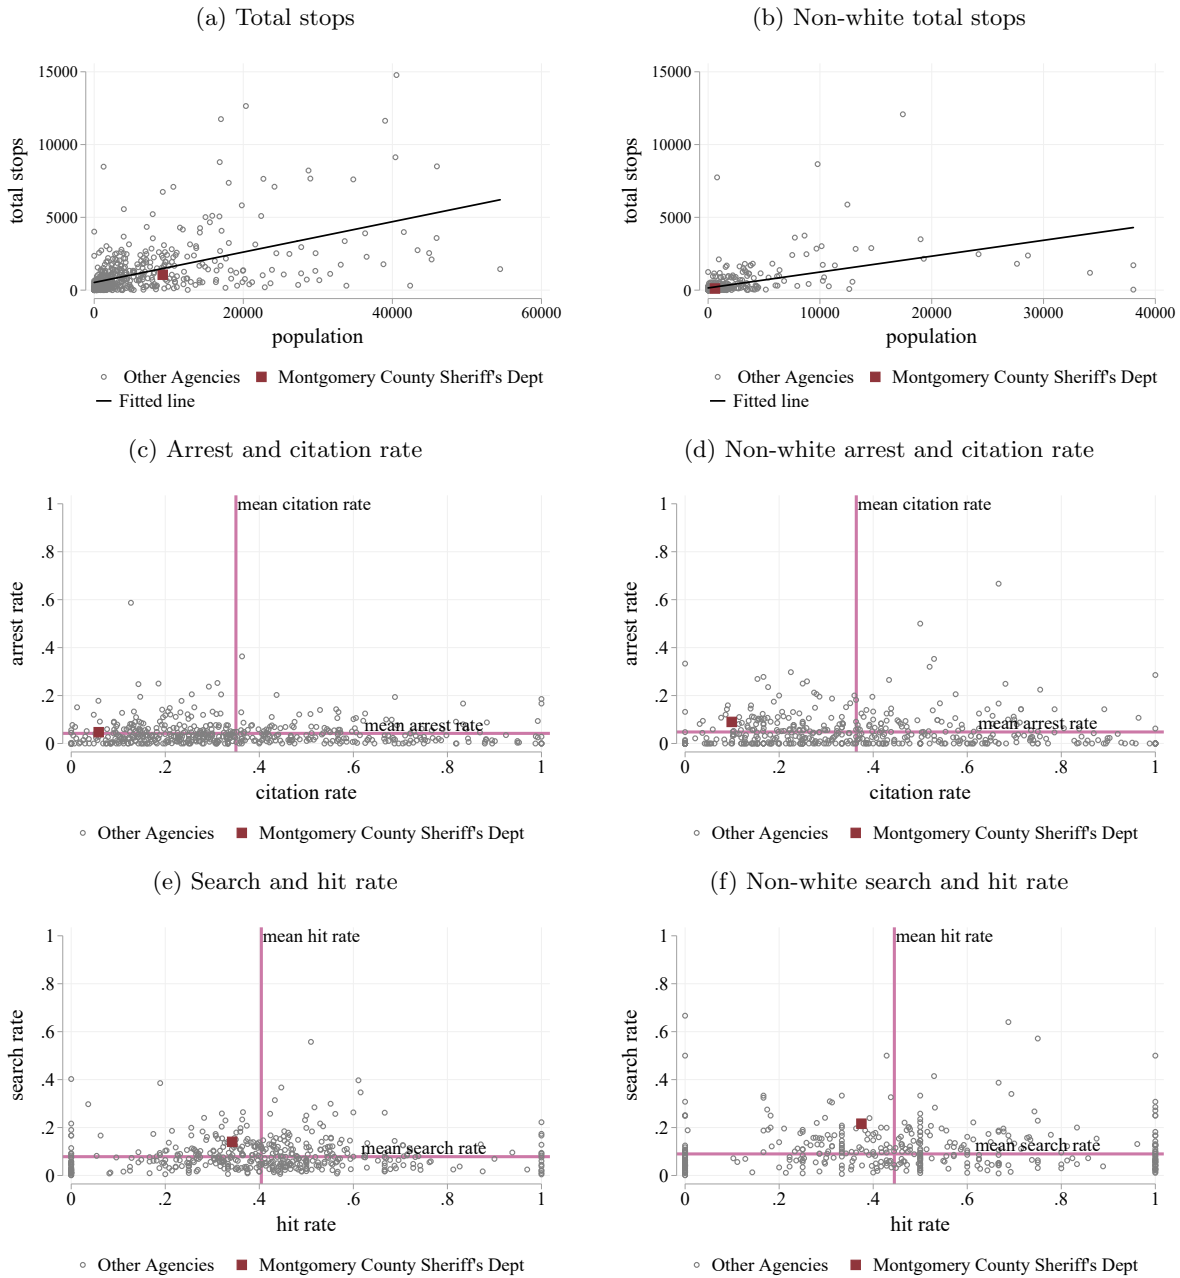 (a) Total stops
(b) Non-white total stops
15000
10000
5000
0
total stops
0 20000 40000 60000
population
Other Agencies Montgomery County Sheriff's Dept
Fitted line
15000
10000
5000
0
total stops
0 10000 20000 30000 40000
population
Other Agencies Montgomery County Sheriff's Dept
Fitted line
(c) Arrest and citation rate
(d) Non-white arrest and citation rate
1
.8
.6
.4
.2
0
arrest rate
mean citation rate
mean arrest rate
0 .2 .4 .6 .8 1
citation rate
Other Agencies Montgomery County Sheriff's Dept
1
.8
.6
.4
.2
0
arrest rate
mean citation rate
mean arrest rate
0 .2 .4 .6 .8 1
citation rate
Other Agencies Montgomery County Sheriff's Dept
(e) Search and hit rate
(f) Non-white search and hit rate
1
.8
.6
.4
.2
0
search rate
mean hit rate
mean search rate
0 .2 .4 .6 .8 1
hit rate
Other Agencies Montgomery County Sheriff's Dept
1
.8
.6
.4
.2
0
search rate
mean hit rate
mean search rate
0 .2 .4 .6 .8 1
hit rate
Other Agencies Montgomery County Sheriff's Dept